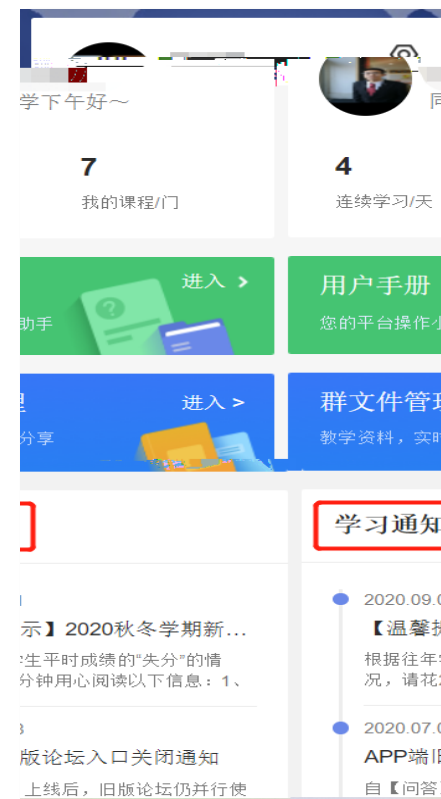 学下午好~
7
我的课程/门
4
连续学习/天
进入 >
助手
用户手册
您的平台操作
进入 >
分享
群文件管
教学资料，实
学习通知
示】2020秋冬学期新...
生平时成绩的“失分”的情
分钟用心阅读以下信息：1、
版论坛入口关闭通知
上线后，旧版论坛仍并行使
2020.09.0
【温馨
根据往年
况，请花
2020.07.0
APP端
自【问答